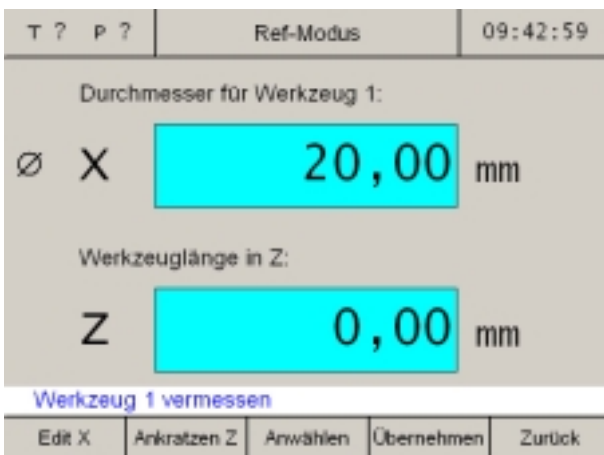 T ? P ? Ref-Modus 09:42:59
Durchmesser für Werkzeug 1:
Ø X 20,00 mm
Werkzeuglänge in Z:
Z 0,00 mm
Werkzeug 1 vermessen
Edit X Ankratzen Z Anwählen Übernehmen Zurück